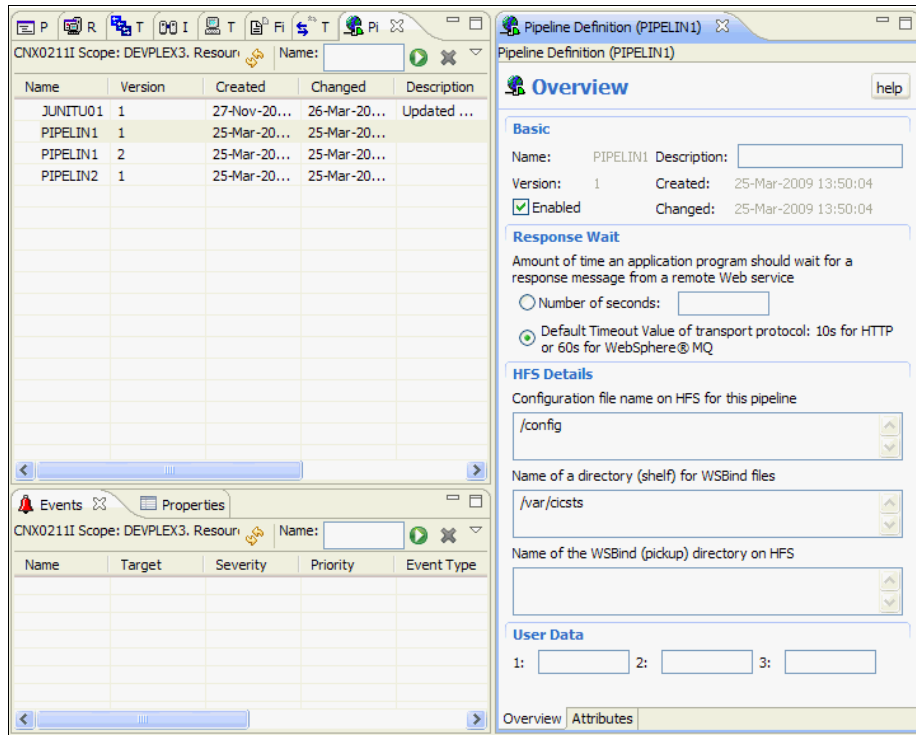 P R T I T Fi T Pi
CNX0211I Scope: DEVPLEX3. Resour Name:
Name Version Created Changed Description
JUNITU01 1 27-Nov-20... 26-Mar-20... Updated ...
PIPELIN1 1 25-Mar-20... 25-Mar-20...
PIPELIN1 2 25-Mar-20... 25-Mar-20...
PIPELIN2 1 25-Mar-20... 25-Mar-20...
Events Properties
CNX0211I Scope: DEVPLEX3. Resour Name:
Name Target Severity Priority Event Type
Pipeline Definition (PIPELIN1)
Pipeline Definition (PIPELIN1)
Overview help
Basic
Name: PIPELIN1 Description:
Version: 1 Created: 25-Mar-2009 13:50:04
Enabled Changed: 25-Mar-2009 13:50:04
Response Wait
Amount of time an application program should wait for a
response message from a remote Web service
Number of seconds:
Default Timeout Value of transport protocol: 10s for HTTP
or 60s for WebSphere® MQ
HFS Details
Configuration file name on HFS for this pipeline
/config
Name of a directory (shelf) for WSBind files
/var/cicsts
Name of the WSBind (pickup) directory on HFS
User Data
1: 2: 3:
Overview Attributes